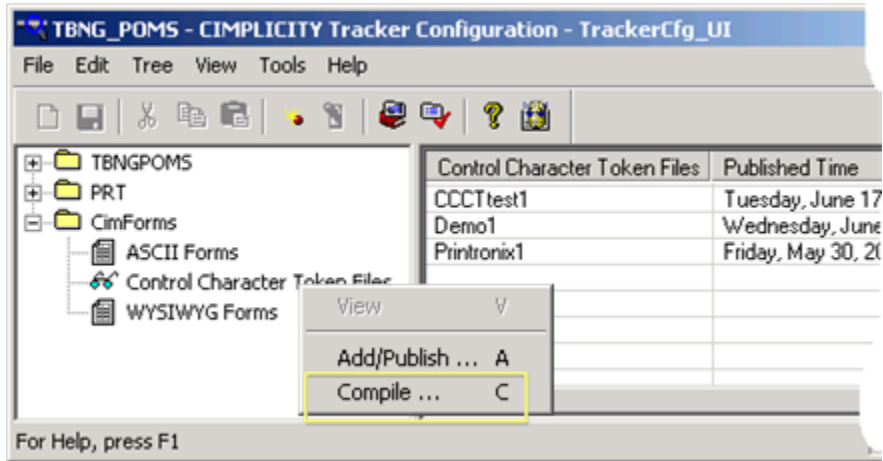 TBNG_POMS - CIMPLICITY Tracker Configuration - TrackerCfg_UI
File Edit Tree View Tools Help
TBNGPOMS
PRT
CimForms
ASCII Forms
Control Character Token Files
WYSIWYG Forms
Control Character Token Files Published Time
CCCTtest1 Tuesday, June 17
Demo1 Wednesday, June
Printronix1 Friday, May 30,
View V
Add/Publish ... A
Compile ... C
For Help, press F1